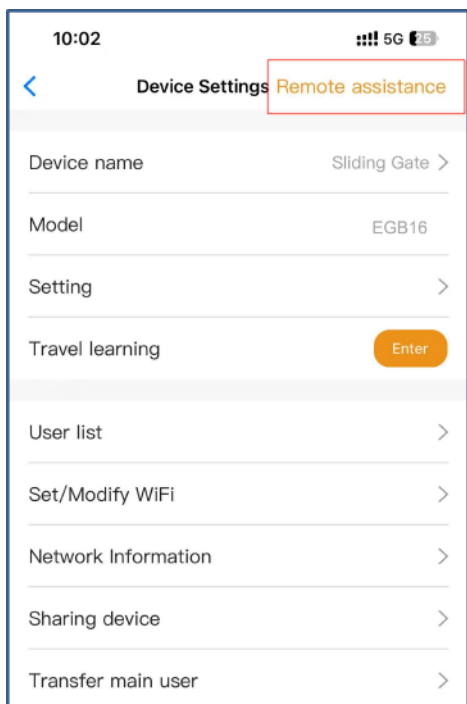 10:02 5G 25
Device Settings Remote assistance
Device name Sliding Gate
Model EGB16
Setting
Travel learning Enter
User list
Set/Modify WiFi
Network Information
Sharing device
Transfer main user